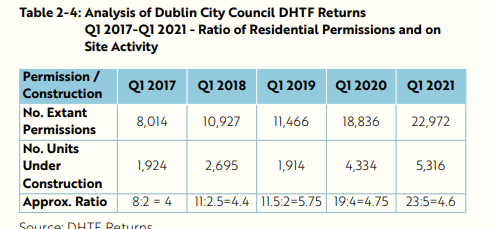 Table 2-4: Analysis of Dublin City Council DHTF Returns
Q1 2017-Q1 2021 - Ratio of Residential Permissions and on
Site Activity
Permission / Construction Q1 2017 Q1 2018 Q1 2019 Q1 2020 Q1 2021
No. Extant Permissions 8,014 10,927 11,466 18,836 22,972
No. Units Under Construction 1,924 2,695 1,914 4,334 5,316
Approx. Ratio 8:2 = 4 11:2.5=4.4 11.5:2=5.75 19:4=4.75 23:5=4.6
Source: DHTF Returns